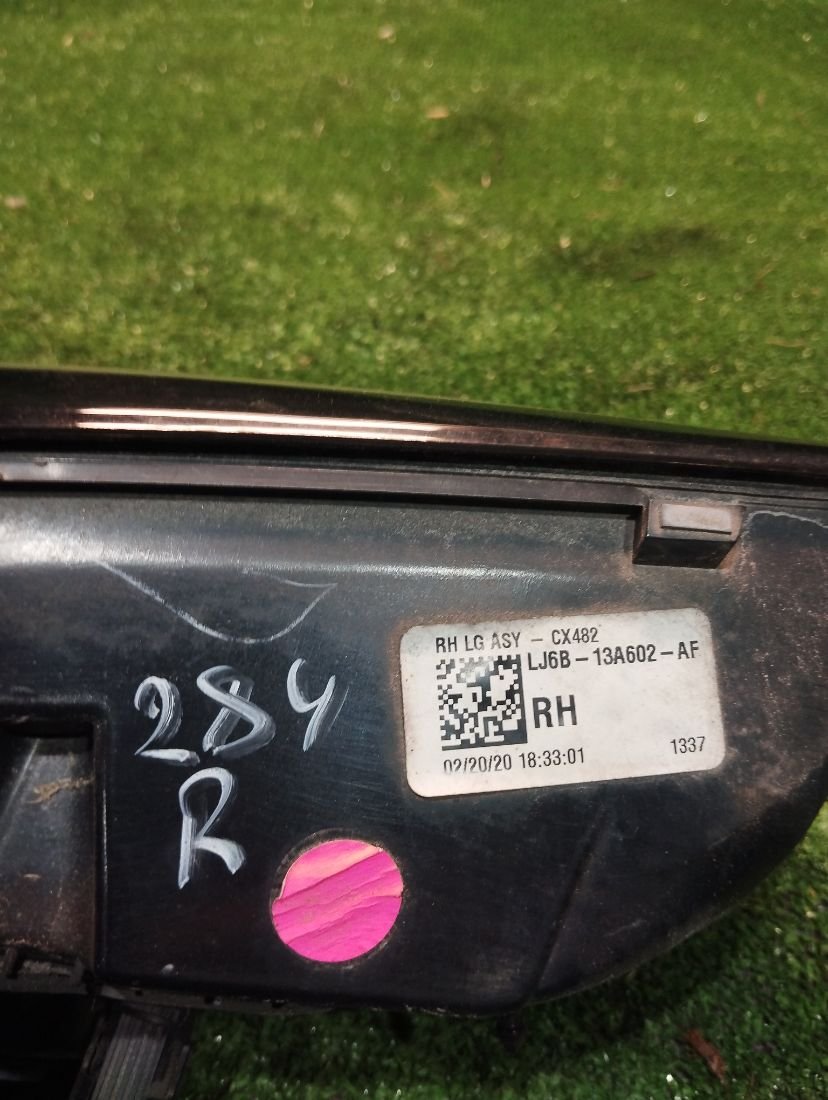 RH LG ASY - CX482
LJ6B-13A602-AF
RH
02/20/20 18:33:01 1337
284
R